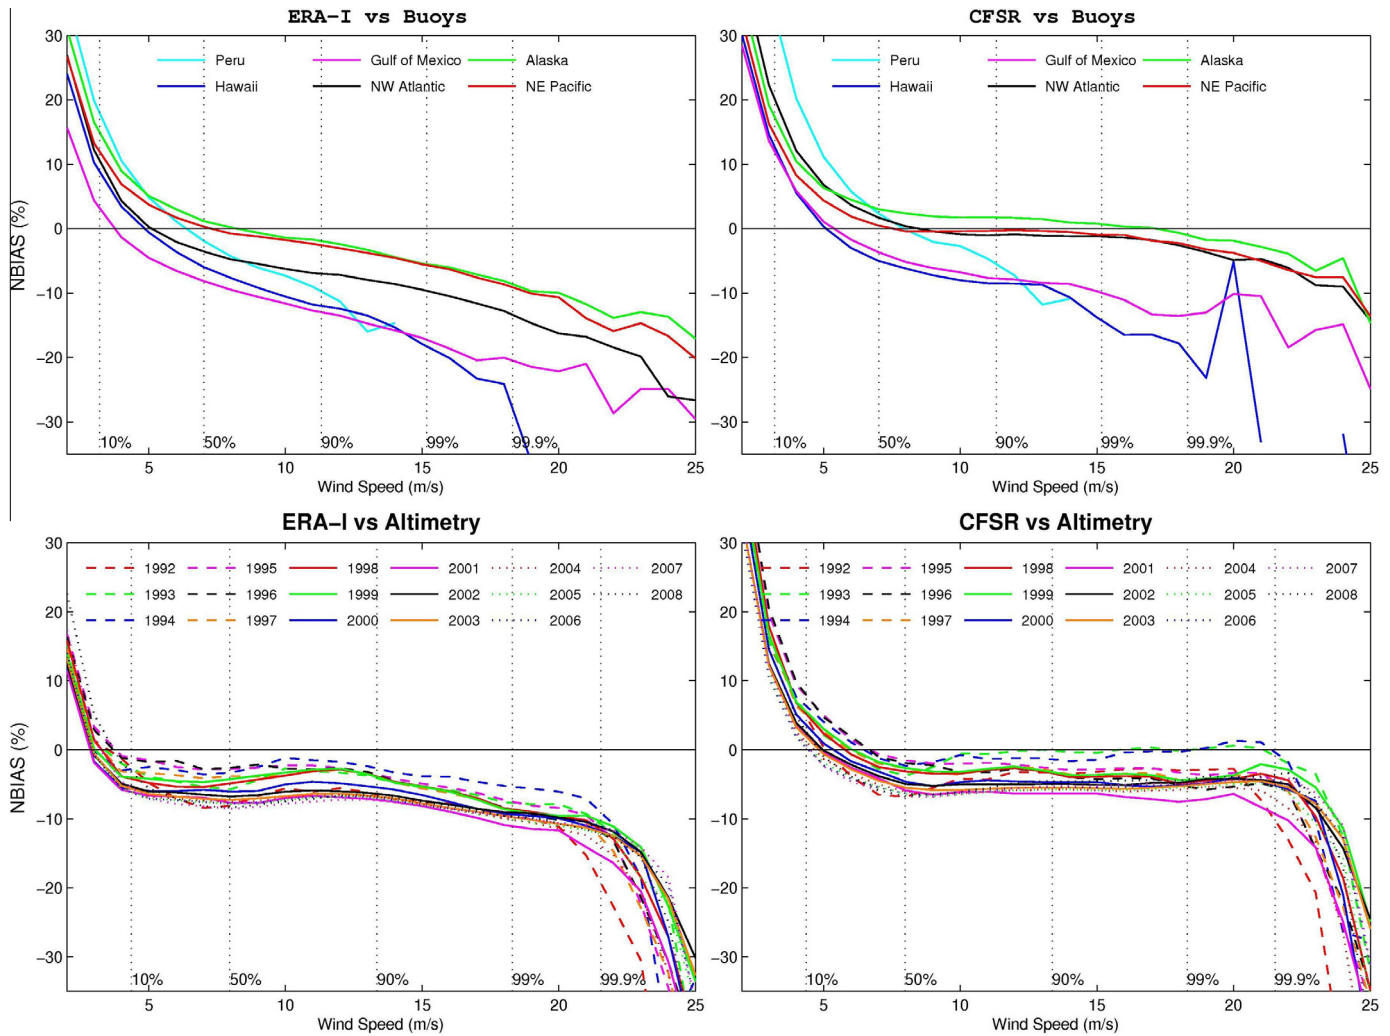 ERA-I vs Buoys
NBIAS (%)
30
20
10
0
−10
−20
−30
Peru
Gulf of Mexico
Alaska
Hawaii
NW Atlantic
NE Pacific
10%
50%
90%
99%
99.9%
5
10
15
20
25
Wind Speed (m/s)
CFSR vs Buoys
30
20
10
0
−10
−20
−30
Peru
Gulf of Mexico
Alaska
Hawaii
NW Atlantic
NE Pacific
10%
50%
90%
99%
99.9%
5
10
15
20
25
Wind Speed (m/s)
ERA−I vs Altimetry
NBIAS (%)
30
20
10
0
−10
−20
−30
1992 1995 1998 2001 2004 2007
1993 1996 1999 2002 2005 2008
1994 1997 2000 2003 2006
10%
50%
90%
99%
99.9%
5
10
15
20
25
Wind Speed (m/s)
CFSR vs Altimetry
30
20
10
0
−10
−20
−30
1992 1995 1998 2001 2004 2007
1993 1996 1999 2002 2005 2008
1994 1997 2000 2003 2006
10%
50%
90%
99%
99.9%
5
10
15
20
25
Wind Speed (m/s)